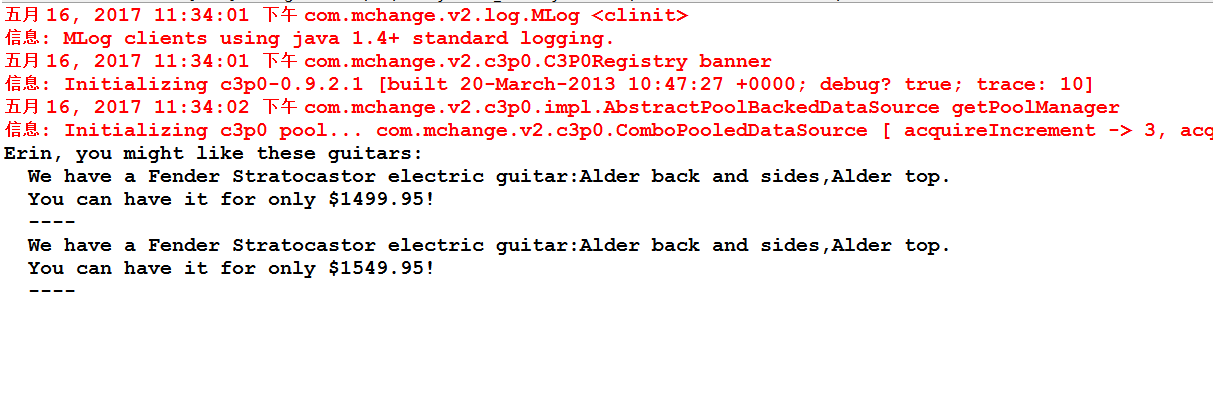 五月 16, 2017 11:34:01 下午 com.mchange.v2.log.MLog <clinit>
信息: MLog clients using java 1.4+ standard logging.
五月 16, 2017 11:34:01 下午 com.mchange.v2.c3p0.C3P0Registry banner
信息: Initializing c3p0-0.9.2.1 [built 20-March-2013 10:47:27 +0000; debug? true; trace: 10]
五月 16, 2017 11:34:02 下午 com.mchange.v2.c3p0.impl.AbstractPoolBackedDataSource getPoolManager
信息: Initializing c3p0 pool... com.mchange.v2.c3p0.ComboPooledDataSource [ acquireIncrement -> 3, acq
Erin, you might like these guitars:
  We have a Fender Stratocastor electric guitar:Alder back and sides,Alder top.
  You can have it for only $1499.95!
  ----
  We have a Fender Stratocastor electric guitar:Alder back and sides,Alder top.
  You can have it for only $1549.95!
  ----